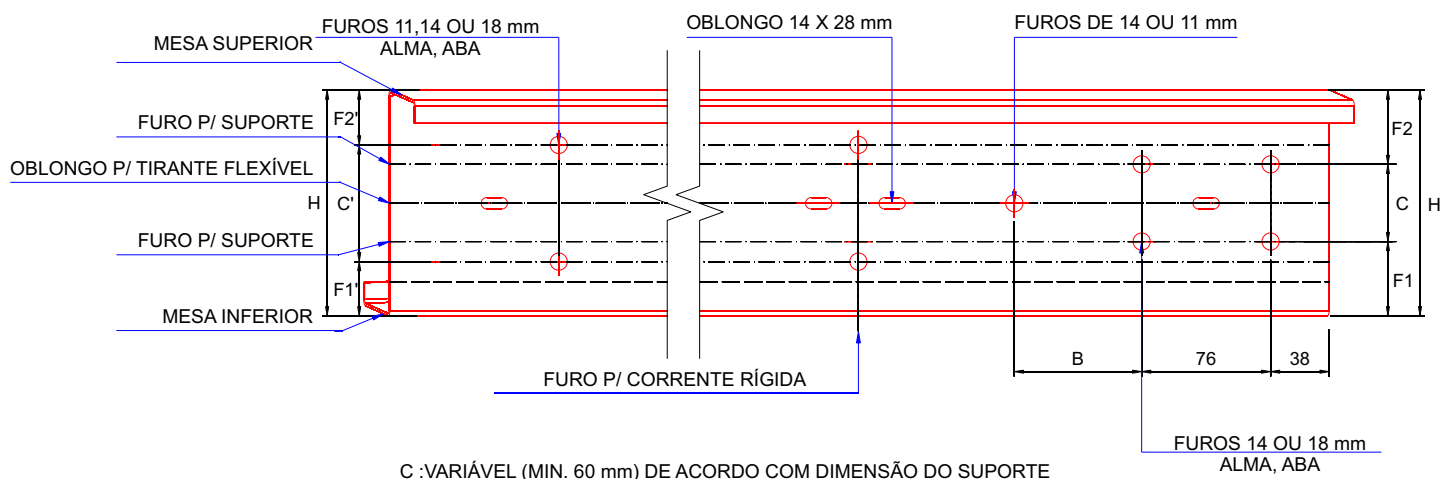 FUROS 11,14 OU 18 mm
ALMA, ABA
OBLONGO 14 X 28 mm
FUROS DE 14 OU 11 mm
MESA SUPERIOR
FURO P/ SUPORTE
OBLONGO P/ TIRANTE FLEXÍVEL
FURO P/ SUPORTE
MESA INFERIOR
H
F2'
C'
F1'
F2
C
F1
H
B
76
38
FURO P/ CORRENTE RÍGIDA
FUROS 14 OU 18 mm
ALMA, ABA
C :VARIÁVEL (MIN. 60 mm) DE ACORDO COM DIMENSÃO DO SUPORTE